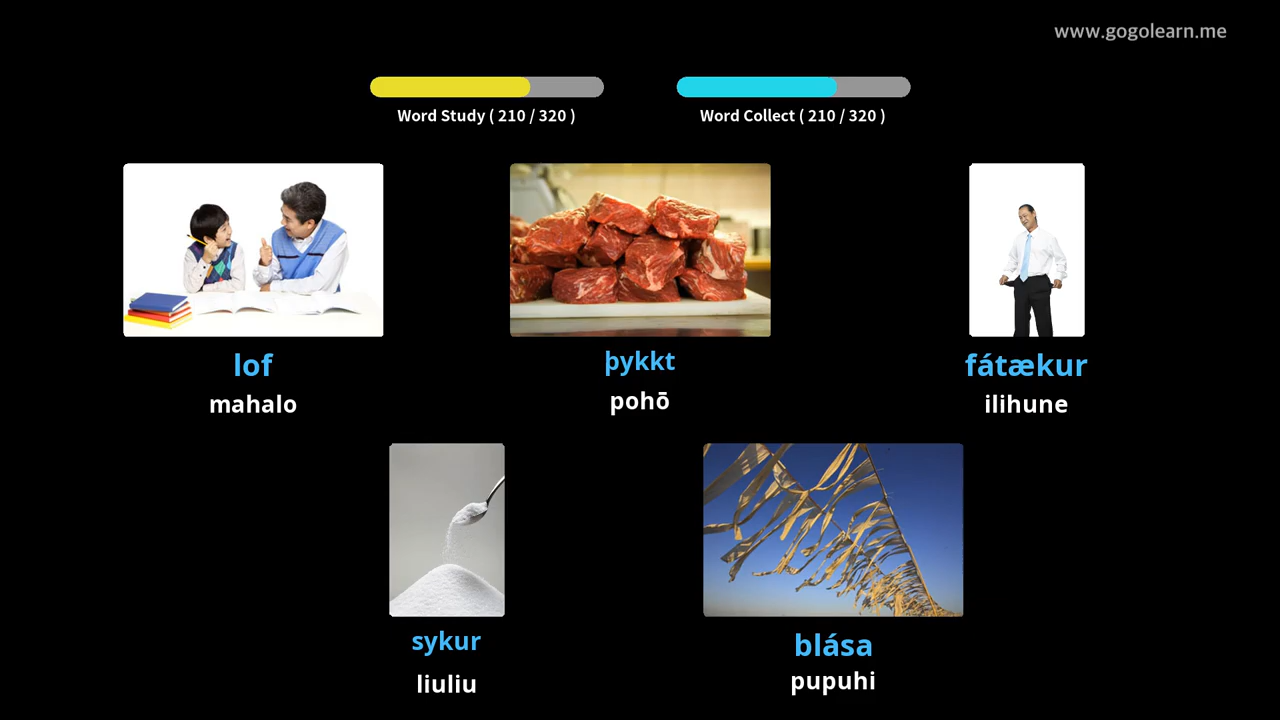 www.gogolearn.me
Word Study ( 210 / 320 )
Word Collect ( 210 / 320 )
lof
mahalo
þykkt
pohō
fátækur
ilihune
sykur
liuliu
blása
pupuhi